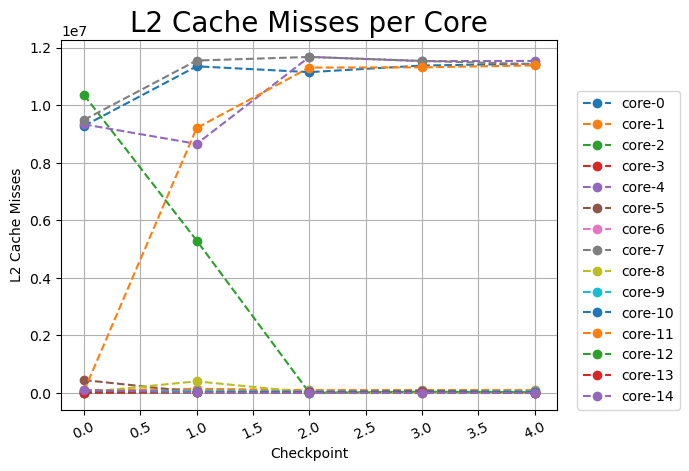 L2 Cache Misses per Core
1e7
1.2
1.0
0.8
0.6
0.4
0.2
0.0
L2 Cache Misses
0.0 0.5 1.0 1.5 2.0 2.5 3.0 3.5 4.0
Checkpoint
core-0
core-1
core-2
core-3
core-4
core-5
core-6
core-7
core-8
core-9
core-10
core-11
core-12
core-13
core-14